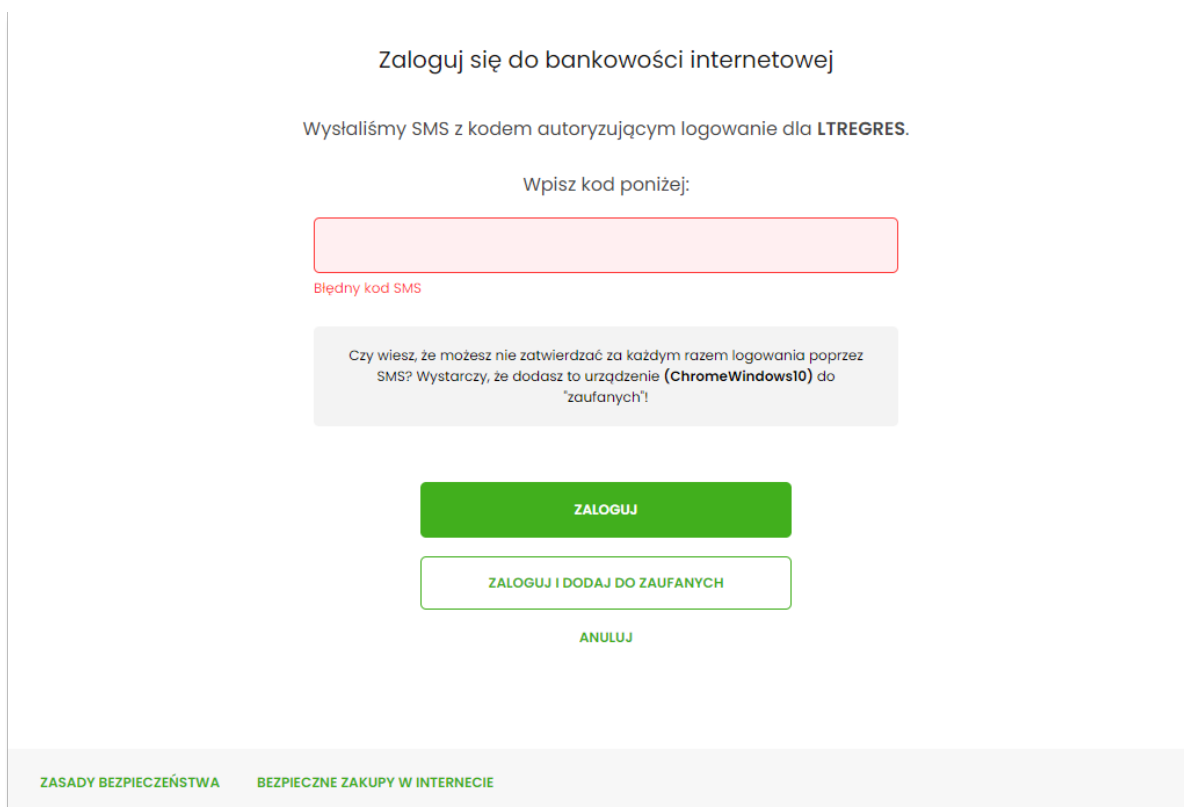 Zaloguj się do bankowości internetowej
Wysłaliśmy SMS z kodem autoryzującym logowanie dla LTREGRES.
Wpisz kod poniżej:
Błędny kod SMS
Czy wiesz, że możesz nie zatwierdzać za każdym razem logowania poprzez
SMS? Wystarczy, że dodasz to urządzenie (ChromeWindows10) do
"zaufanych"!
ZALOGUJ
ZALOGUJ I DODAJ DO ZAUFANYCH
ANULUJ
ZASADY BEZPIECZEŃSTWA BEZPIECZNE ZAKUPY W INTERNECIE